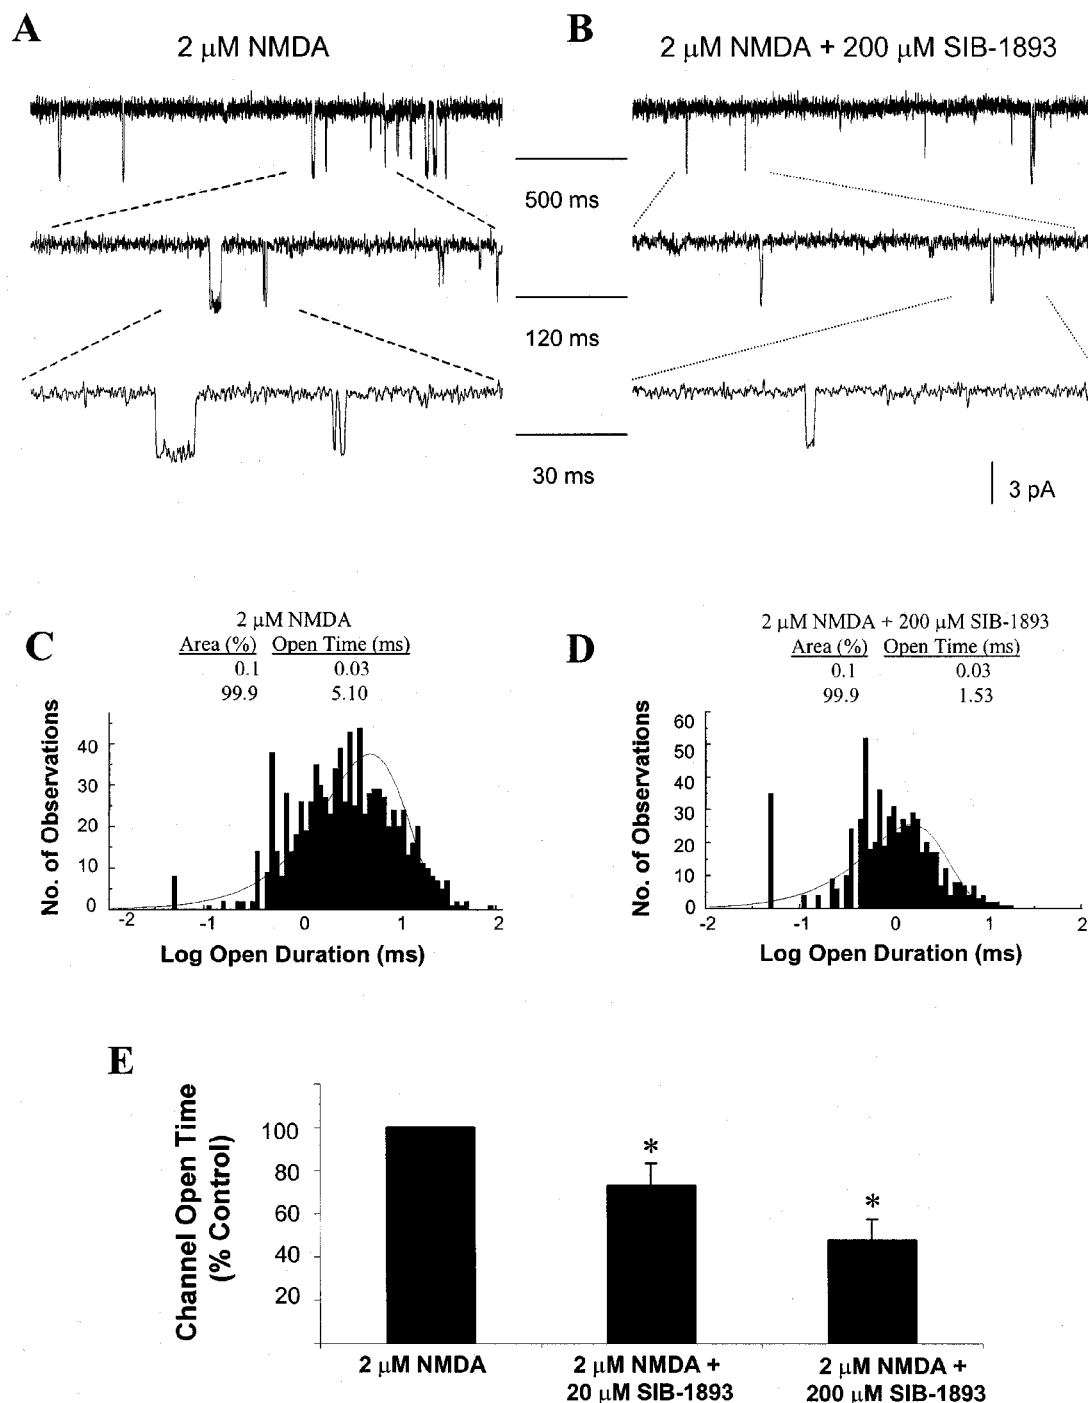 A
2 μM NMDA
B
2 μM NMDA + 200 μM SIB-1893
500 ms
120 ms
30 ms
3 pA
C
2 μM NMDA
Area (%) Open Time (ms)
0.1 0.03
99.9 5.10
No. of Observations
40
30
20
10
0
-2 -1 0 1 2
Log Open Duration (ms)
D
2 μM NMDA + 200 μM SIB-1893
Area (%) Open Time (ms)
0.1 0.03
99.9 1.53
No. of Observations
60
50
40
30
20
10
0
-2 -1 0 1 2
Log Open Duration (ms)
E
Channel Open Time
(% Control)
100
80
60
40
20
*
*
2 μM NMDA
2 μM NMDA +
20 μM SIB-1893
2 μM NMDA +
200 μM SIB-1893